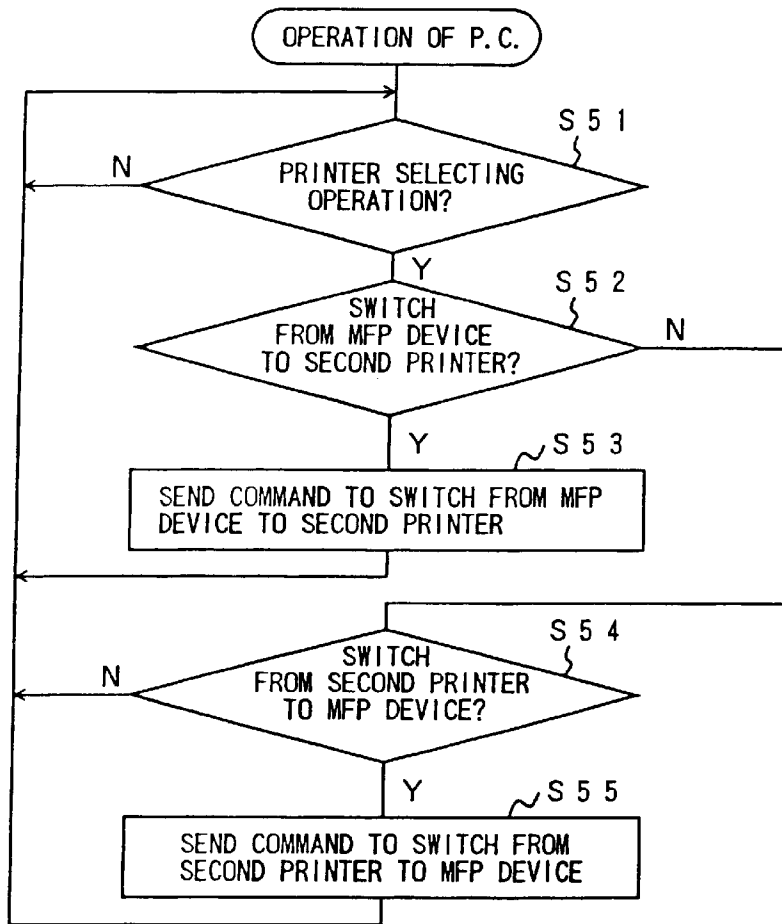 OPERATION OF P.C.
S51
N
PRINTER SELECTING
OPERATION?
Y
S52
SWITCH
FROM MFP DEVICE
TO SECOND PRINTER?
N
Y
S53
SEND COMMAND TO SWITCH FROM MFP
DEVICE TO SECOND PRINTER
S54
SWITCH
FROM SECOND PRINTER
TO MFP DEVICE?
N
Y
S55
SEND COMMAND TO SWITCH FROM
SECOND PRINTER TO MFP DEVICE